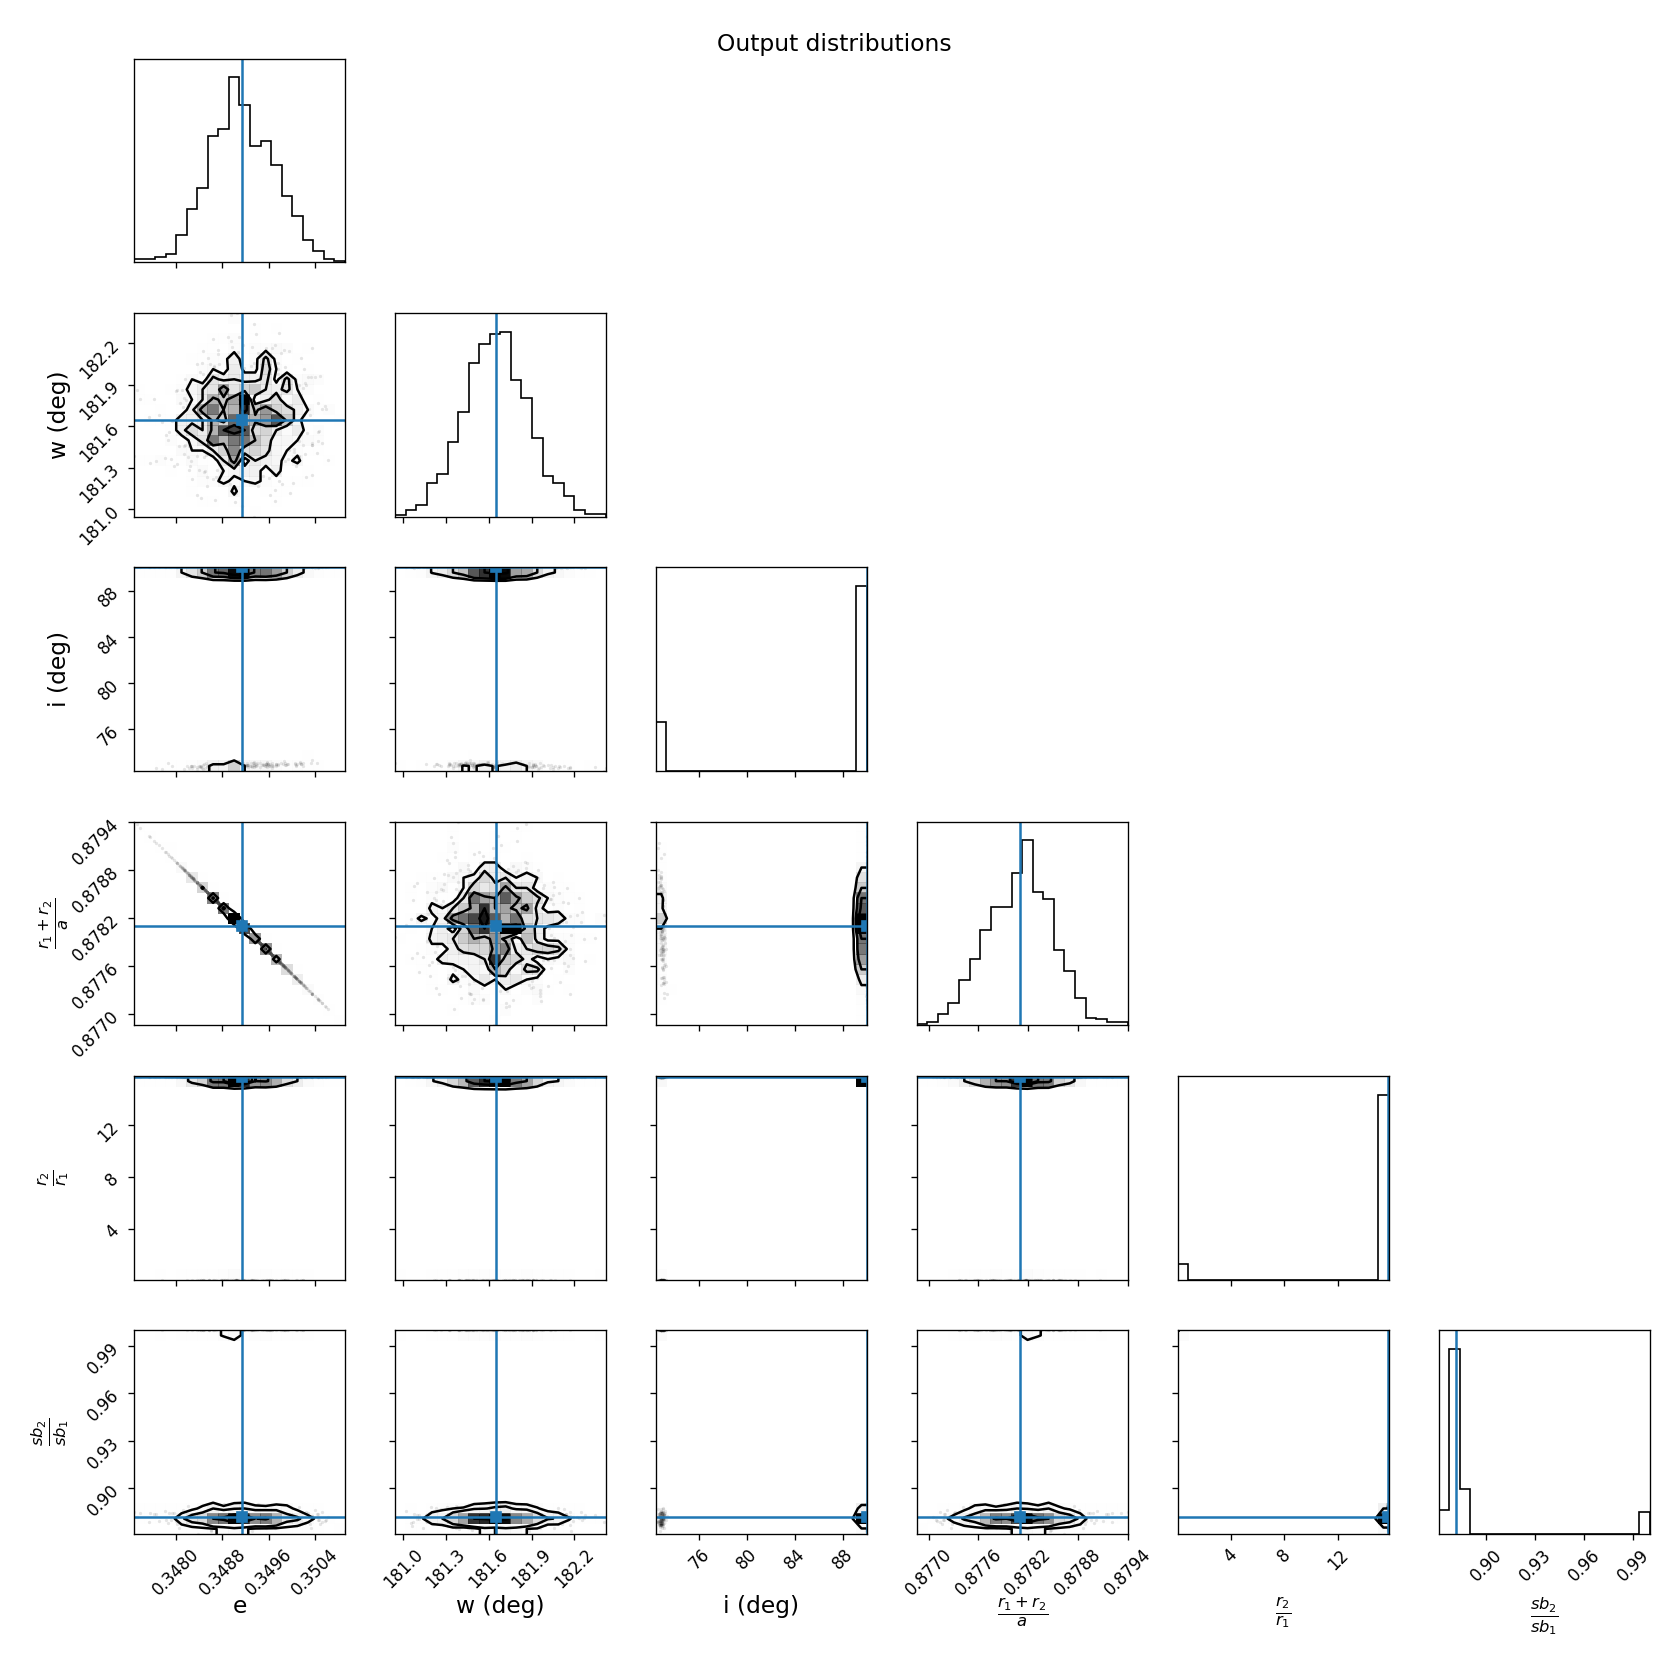 Output distributions
w (deg)
182.2
181.9
181.6
181.3
181.0
i (deg)
88
84
80
76
r₁ + r₂
a
0.8794
0.8788
0.8782
0.8776
0.8770
r₂
r₁
12
8
4
sb₂
sb₁
0.99
0.96
0.93
0.90
0.3480 0.3488 0.3496 0.3504
181.0 181.3 181.6 181.9 182.2
76 80 84 88
0.8770 0.8776 0.8782 0.8788 0.8794
4 8 12
0.90 0.93 0.96 0.99
e
w (deg)
i (deg)
r₁ + r₂
a
r₂
r₁
sb₂
sb₁